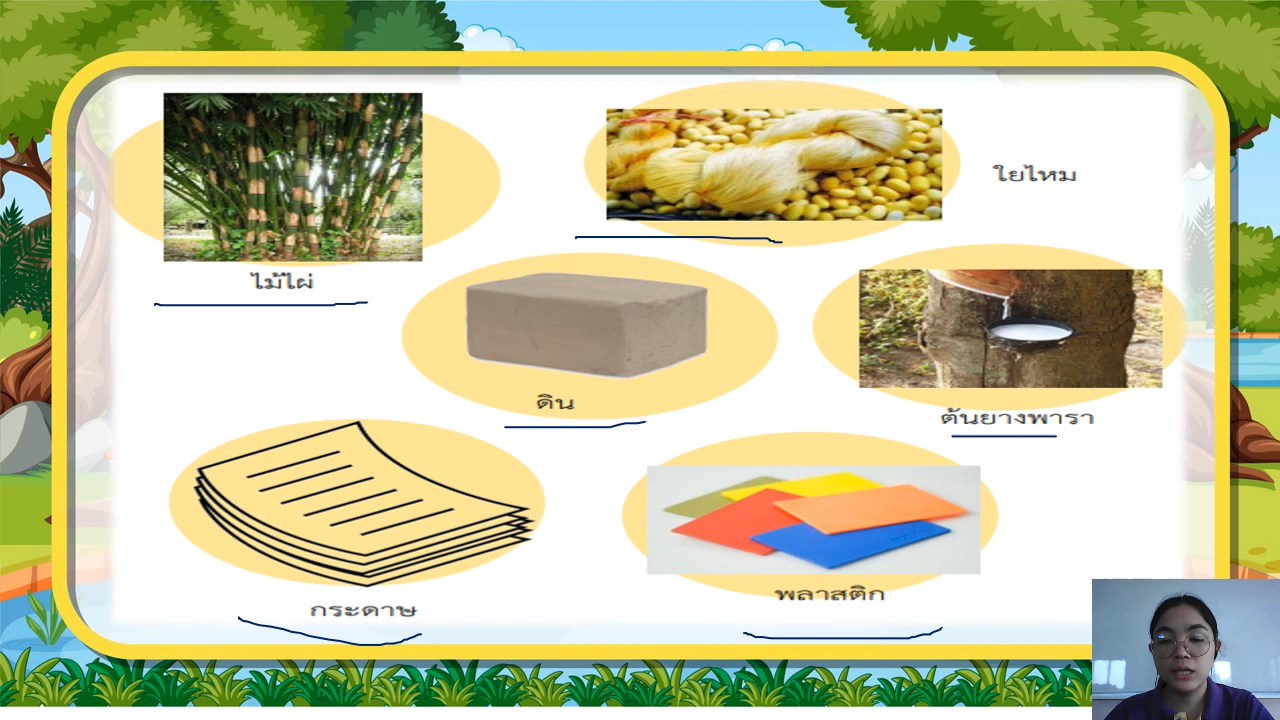 ใยไหม
ไม้ไผ่
ดิน
ต้นยางพารา
กระดาษ
พลาสติก